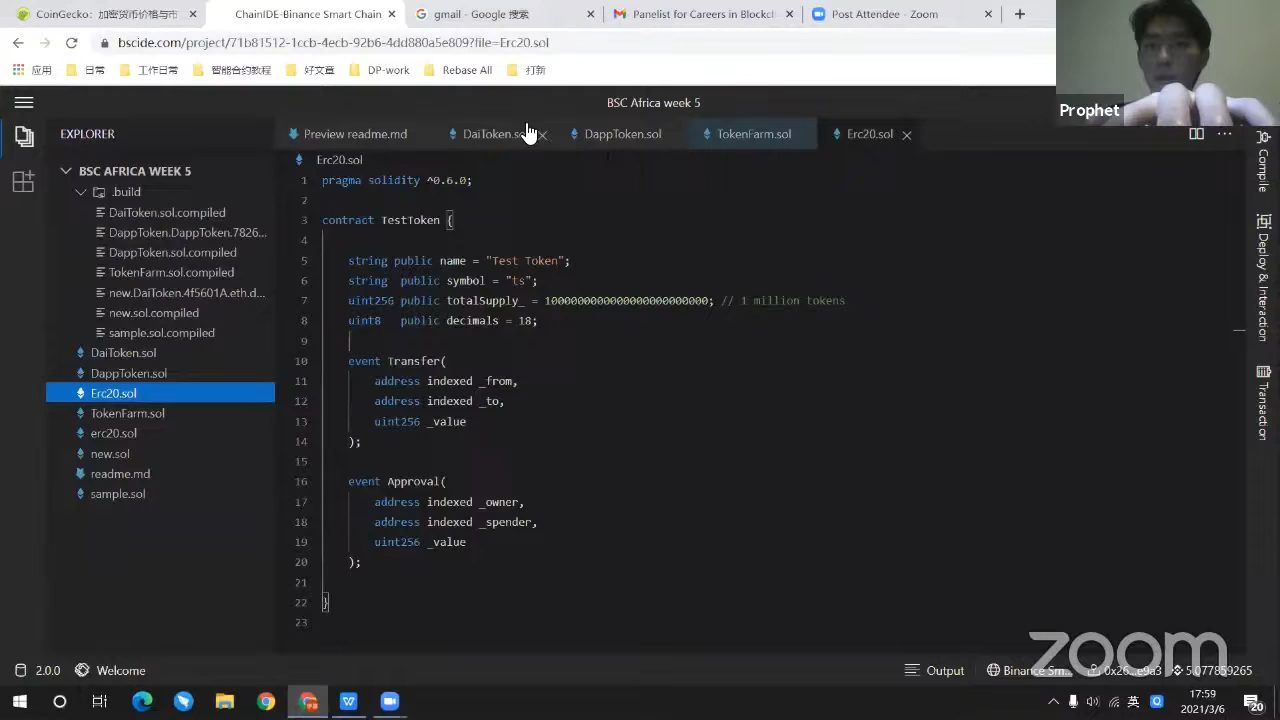 CoinGecko: 加密货币价格与市
ChainIDE-Binance Smart Chain
gmail - Google 搜索
Panelist for Careers in Blockch
Post Attendee - Zoom
bscide.com/project/71b81512-1ccb-4ecb-92b6-4dd880a5e809?file=Erc20.sol
应用
日常
工作日常
智能合约教程
好文章
DP-work
Rebase All
打新
BSC Africa week 5
Prophet
EXPLORER
Preview readme.md
DaiToken.so
DappToken.sol
TokenFarm.sol
Erc20.sol
BSC AFRICA WEEK 5
.build
DaiToken.sol.compiled
DappToken.DappToken.7826...
DappToken.sol.compiled
TokenFarm.sol.compiled
new.DaiToken.4f5601A.eth.d...
new.sol.compiled
sample.sol.compiled
DaiToken.sol
DappToken.sol
Erc20.sol
TokenFarm.sol
erc20.sol
new.sol
readme.md
sample.sol
Erc20.sol
1 pragma solidity ^0.6.0;
2
3 contract TestToken {
4
5 string public name = "Test Token";
6 string public symbol = "ts";
7 uint256 public totalSupply_ = 1000000000000000000000000; // 1 million tokens
8 uint8 public decimals = 18;
9
10 event Transfer(
11 address indexed _from,
12 address indexed _to,
13 uint256 _value
14 );
15
16 event Approval(
17 address indexed _owner,
18 address indexed _spender,
19 uint256 _value
20 );
21
22 }
23
Compile
Deploy & Interaction
Transaction
zoom
2.0.0
Welcome
Output
Binance Sm...
0x26...e9a3
5.077859265
英
17:59
2021/3/6
20